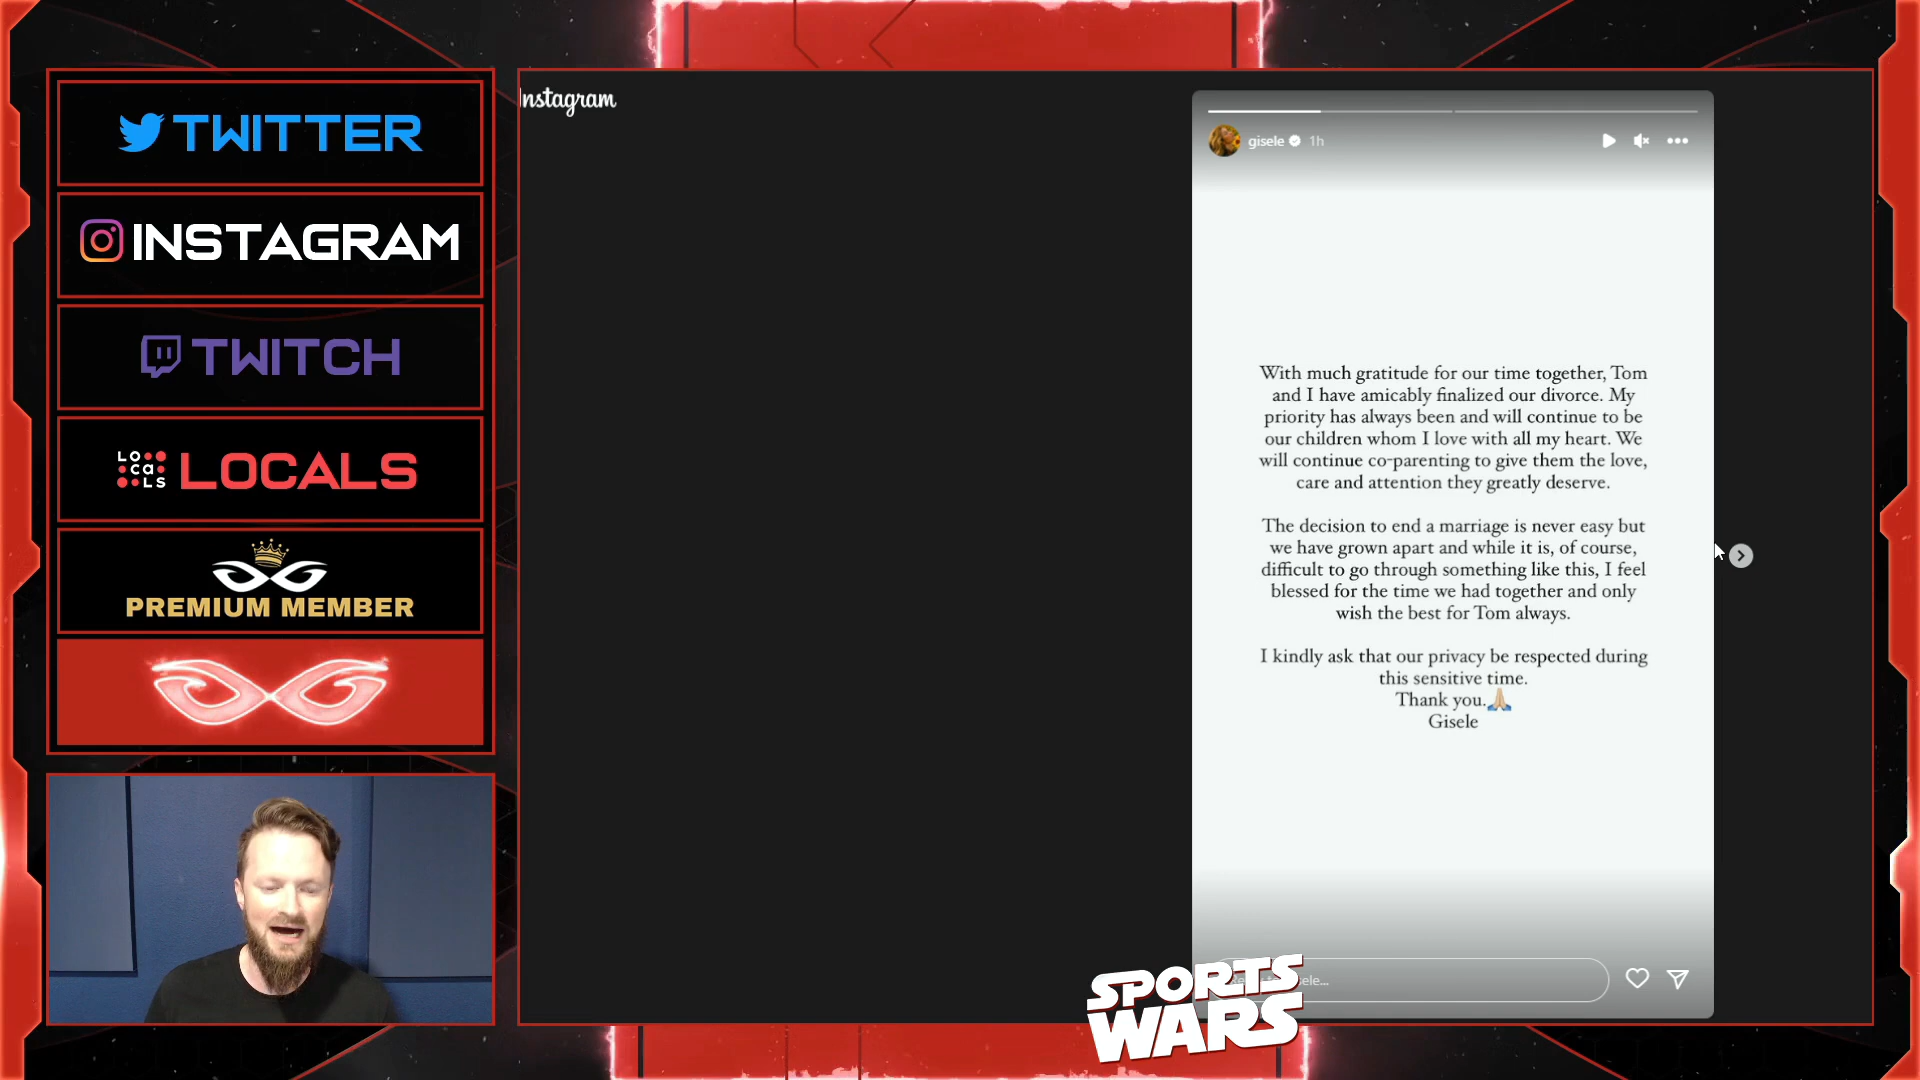 TWITTER
INSTAGRAM
TWITCH
LOCALS
LOCALS
PREMIUM MEMBER
Instagram
gisele 1h
With much gratitude for our time together, Tom
and I have amicably finalized our divorce. My
priority has always been and will continue to be
our children whom I love with all my heart. We
will continue co-parenting to give them the love,
care and attention they greatly deserve.
The decision to end a marriage is never easy but
we have grown apart and while it is, of course,
difficult to go through something like this, I feel
blessed for the time we had together and only
wish the best for Tom always.
I kindly ask that our privacy be respected during
this sensitive time.
Thank you.🙏🏼
Gisele
SPORTS
WARS